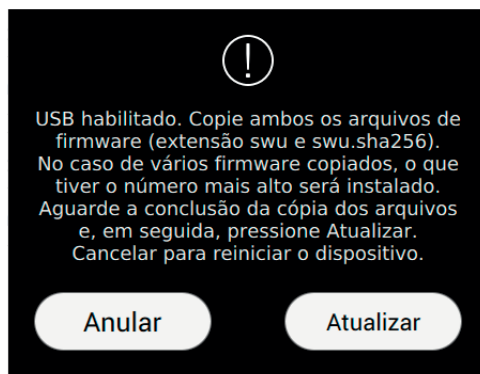 !
USB habilitado. Copie ambos os arquivos de
firmware (extensão swu e swu.sha256).
No caso de vários firmware copiados, o que
tiver o número mais alto será instalado.
Aguarde a conclusão da cópia dos arquivos
e, em seguida, pressione Atualizar.
Cancelar para reiniciar o dispositivo.
Anular
Atualizar